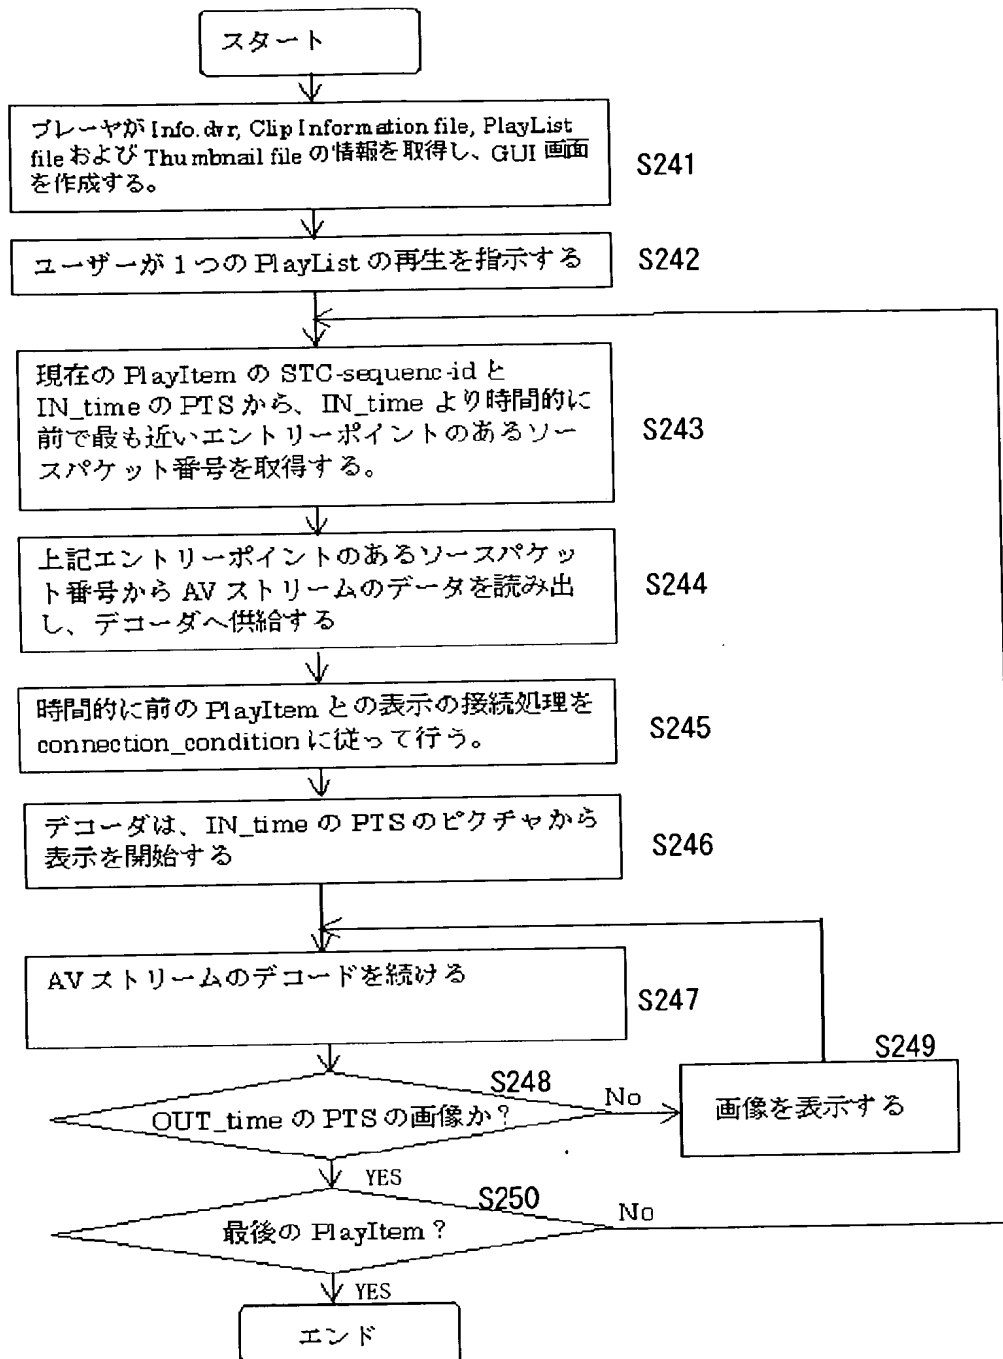 スタート
プレーヤが Info.dvr, Clip Information file, PlayList
file および Thumbnail file の情報を取得し、GUI 画面
を作成する。
S241
ユーザーが 1 つの PlayList の再生を指示する
S242
現在の PlayItem の STC-sequenc-id と
IN_time の PTS から、IN_time より時間的に
前で最も近いエントリーポイントのあるソー
スパケット番号を取得する。
S243
上記エントリーポイントのあるソースパケッ
ト番号から AV ストリームのデータを読み出
し、デコーダへ供給する
S244
時間的に前の PlayItem との表示の接続処理を
connection_condition に従って行う。
S245
デコーダは、IN_time の PTS のピクチャから
表示を開始する
S246
AV ストリームのデコードを続ける
S247
S248
OUT_time の PTS の画像か?
No
S249
画像を表示する
YES
S250
最後の PlayItem?
No
YES
エンド